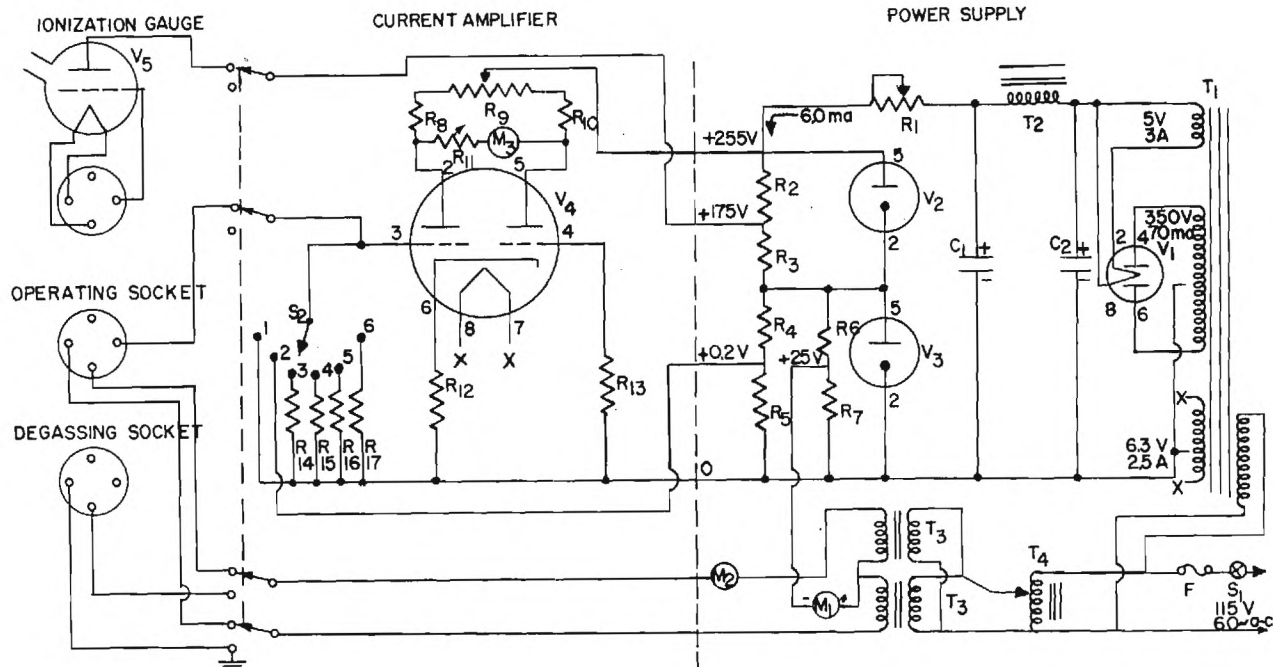 IONIZATION GAUGE
CURRENT AMPLIFIER
POWER SUPPLY
V5
R9
R8
R10
R11
M3
2
5
V4
3
4
6
8
7
X
X
6.0 ma
R1
T2
T1
5V
3A
+255V
+175V
R2
R3
5
V2
2
C1
+
-
C2
+
-
350V
70ma
V1
2
4
8
6
OPERATING SOCKET
S2
1
2
3
4
5
6
R12
R13
R14
R15
R16
R17
+0.2V
R4
R5
R6
+25V
R7
5
V3
2
0
X
6.3 V
2.5 A
X
DEGASSING SOCKET
M2
- M1 +
T3
T3
T4
F
S1
115 V
60~a-c